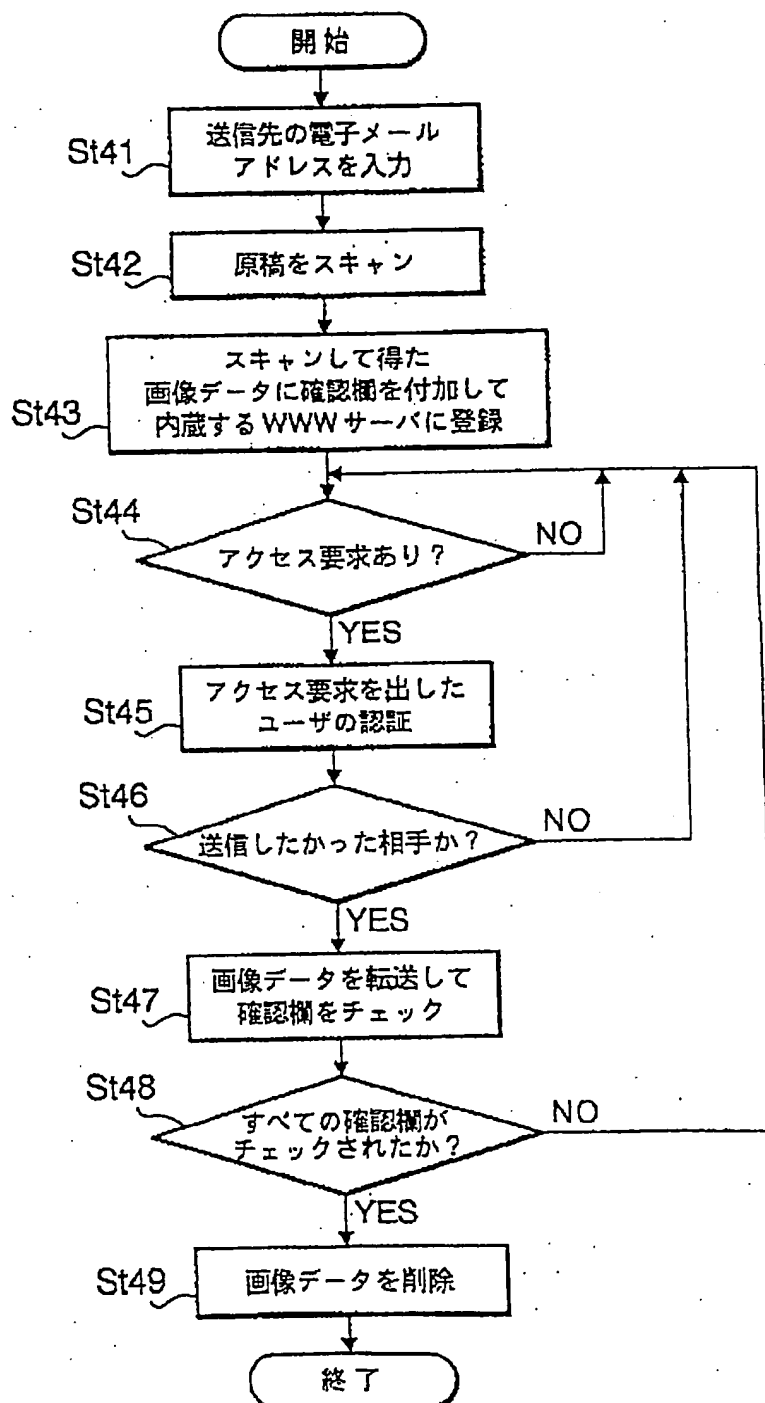 開始
St41
送信先の電子メール
アドレスを入力
St42
原稿をスキャン
St43
スキャンして得た
画像データに確認欄を付加して
内蔵するWWWサーバに登録
St44
アクセス要求あり?
NO
YES
St45
アクセス要求を出した
ユーザの認証
St46
送信したかった相手か?
NO
YES
St47
画像データを転送して
確認欄をチェック
St48
すべての確認欄が
チェックされたか?
NO
YES
St49
画像データを削除
終了